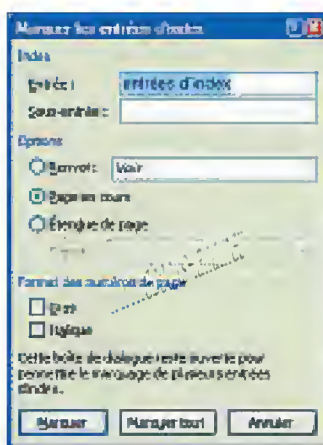 Marquer les entrées d'index
Index
Entrée :
entrées d'index
Sous-entrée :
Options
Renvoi :
Voir
Page en cours
Étendue de page
Format des numéros de page
Gras
Italique
Cette boîte de dialogue reste ouverte pour
permettre le marquage de plusieurs entrées
d'index.
Marquer
Marquer tout
Annuler